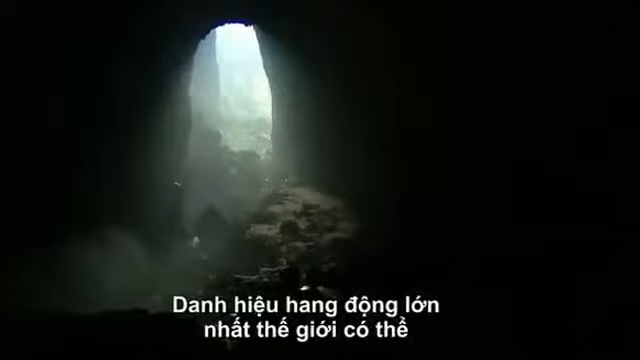 Danh hiệu hang động lớn
nhất thế giới có thể